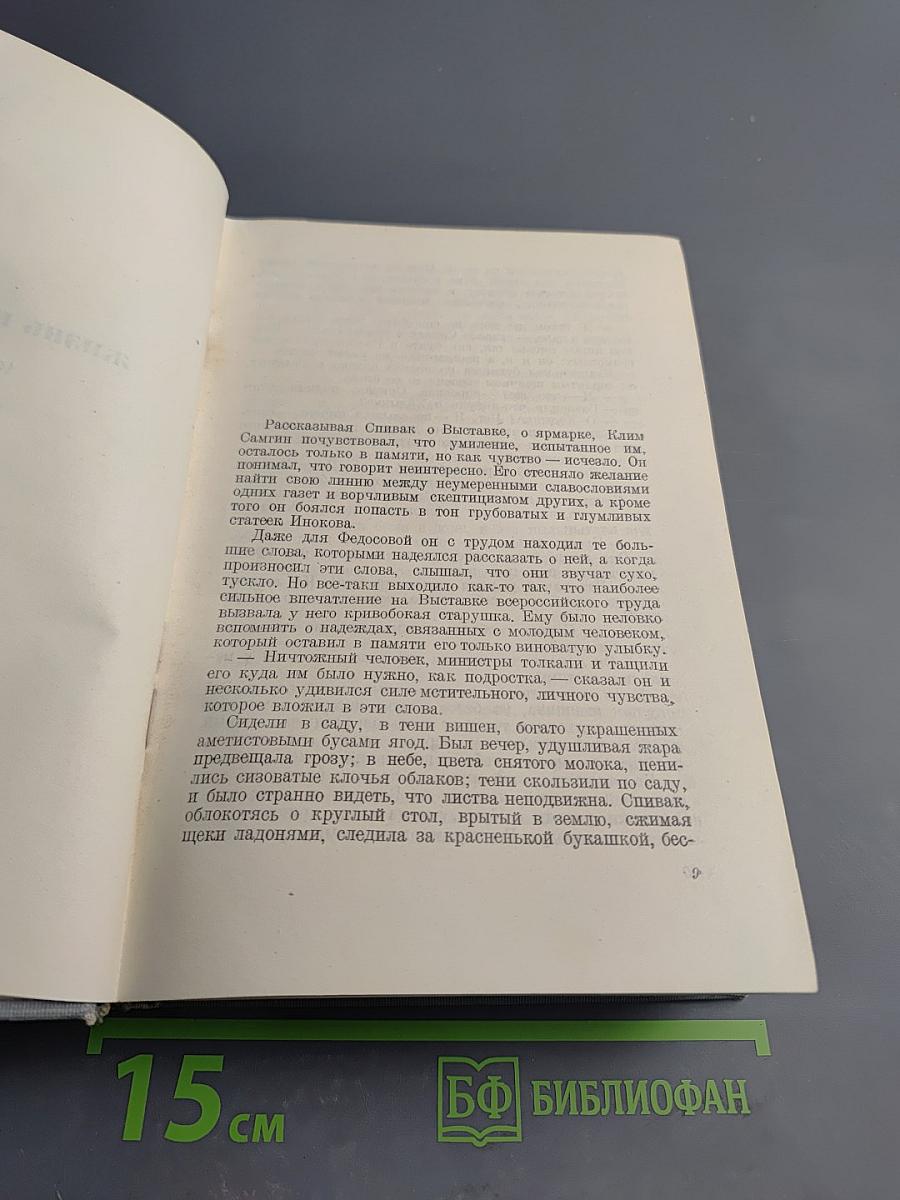 Рассказывая Спивак о Выставке, о ярмарке, Клим
Самгин почувствовал, что умиление, испытанное им,
осталось только в памяти, но как чувство — исчезло. Он
понимал, что говорит неинтересно. Его стесняло желание
найти свою линию между неумеренными славословиями
одних газет и ворчливым скептицизмом других, а кроме
того он боялся попасть в тон грубоватых и глумливых
статеек Инокова.
Даже для Федосовой он с трудом находил те боль-
шие слова, которыми надеялся рассказать о ней, а когда
произносил эти слова, слышал, что они звучат сухо,
тускло. Но все-таки выходило как-то так, что наиболее
сильное впечатление на Выставке всероссийского труда
вызвала у него кривобокая старушка. Ему было неловко
вспомнить о надеждах, связанных с молодым человеком,
который оставил в памяти его только виноватую улыбку.
— Ничтожный человек, министры толкали и тащили
его куда им было нужно, как подростка, — сказал он и
несколько удивился силе мстительного, личного чувства,
которое вложил в эти слова.
Сидели в саду, в тени вишен, богато украшенных
аметистовыми бусами ягод. Был вечер, удушливая жара
предвещала грозу; в небе, цвета снятого молока, пени-
лись сизоватые клочья облаков; тени скользили по саду,
и было странно видеть, что листва неподвижна. Спивак,
облокотясь о круглый стол, врытый в землю, сжимая
щеки ладонями, следила за красненькой букашкой, бес-
9
15 см
БФ БИБЛИОФАН